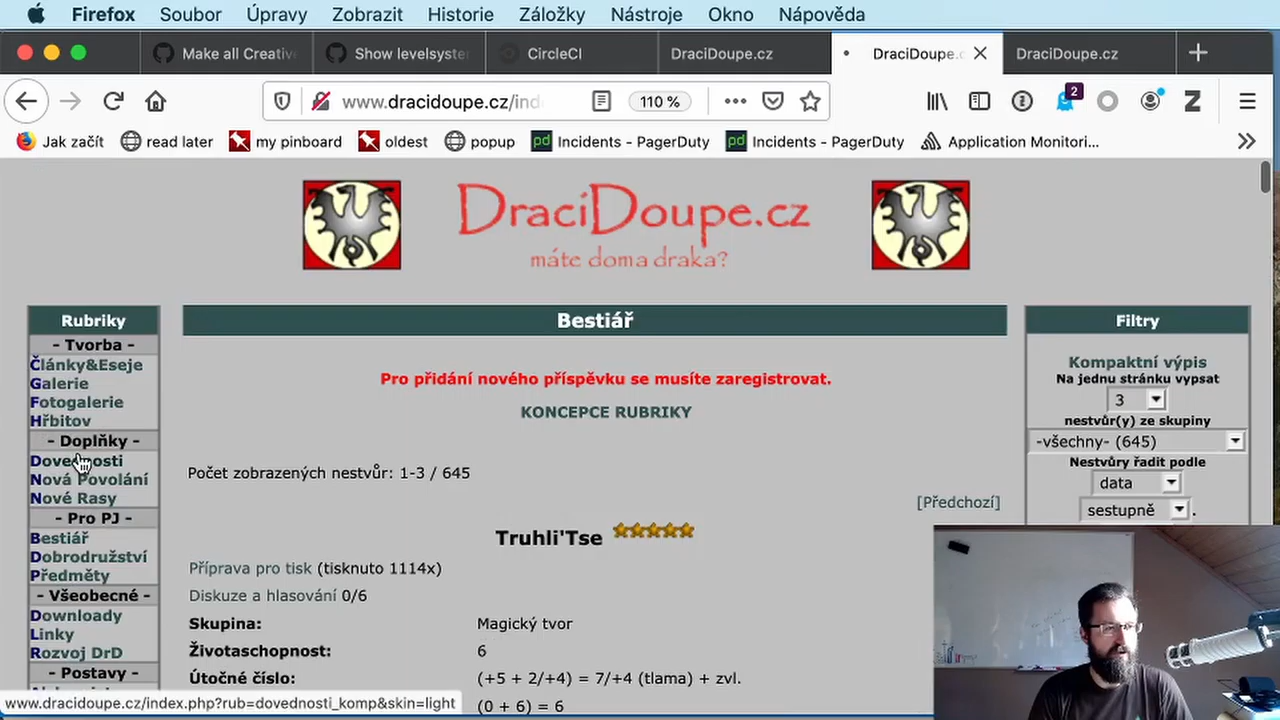 Firefox Soubor Úpravy Zobrazit Historie Záložky Nástroje Okno Nápověda
Make all Creative Show levelsyste CircleCI DraciDoupe.cz DraciDoupe.c DraciDoupe.cz
www.dracidoupe.cz/ind 110 % 2
Jak začít read later my pinboard oldest popup Incidents - PagerDuty Incidents - PagerDuty Application Monitori...
DraciDoupe.cz
máte doma draka?
Rubriky
- Tvorba -
Články&Eseje
Galerie
Fotogalerie
Hřbitov
- Doplňky -
Dovednosti
Nová Povolání
Nové Rasy
- Pro PJ -
Bestiář
Dobrodružství
Předměty
- Všeobecné -
Downloady
Linky
Rozvoj DrD
- Postavy -
Bestiář
Pro přidání nového příspěvku se musíte zaregistrovat.
KONCEPCE RUBRIKY
Počet zobrazených nestvůr: 1-3 / 645
[Předchozí]
Truhli'Tse
Příprava pro tisk (tisknuto 1114x)
Diskuze a hlasování 0/6
Skupina: Magický tvor
Životaschopnost: 6
Útočné číslo: (+5 + 2/+4) = 7/+4 (tlama) + zvl.
(0 + 6) = 6
Filtry
Kompaktní výpis
Na jednu stránku vypsat
3
nestvůr(y) ze skupiny
-všechny- (645)
Nestvůry řadit podle
data
sestupně .
www.dracidoupe.cz/index.php?rub=dovednosti_komp&skin=light